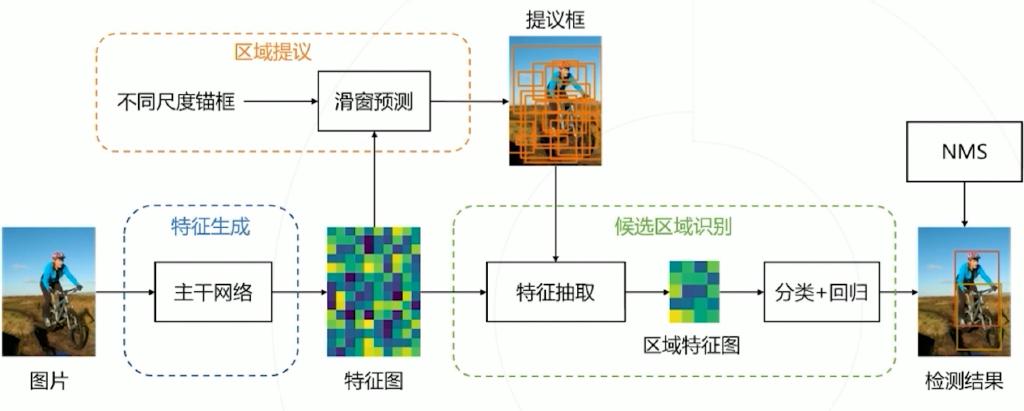 提议框
区域提议
不同尺度锚框
滑窗预测
NMS
特征生成
候选区域识别
主干网络
特征抽取
分类+回归
区域特征图
图片
特征图
检测结果